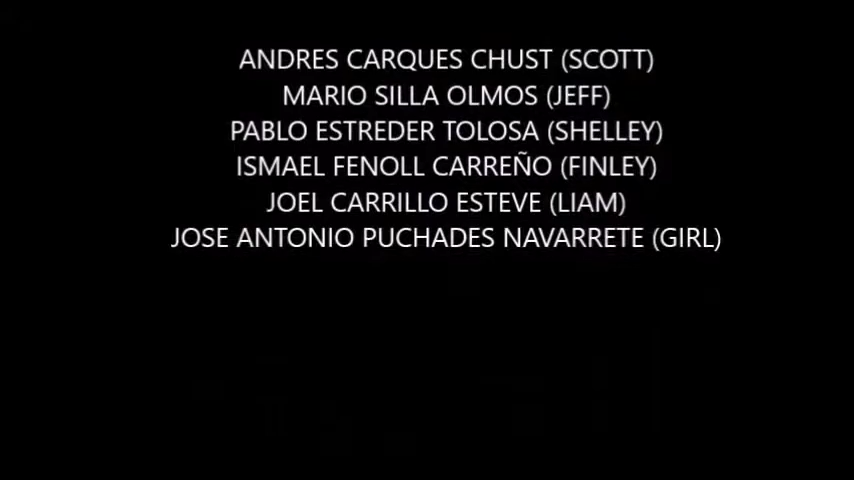 ANDRES CARQUES CHUST (SCOTT)
MARIO SILLA OLMOS (JEFF)
PABLO ESTREDER TOLOSA (SHELLEY)
ISMAEL FENOLL CARREÑO (FINLEY)
JOEL CARRILLO ESTEVE (LIAM)
JOSE ANTONIO PUCHADES NAVARRETE (GIRL)